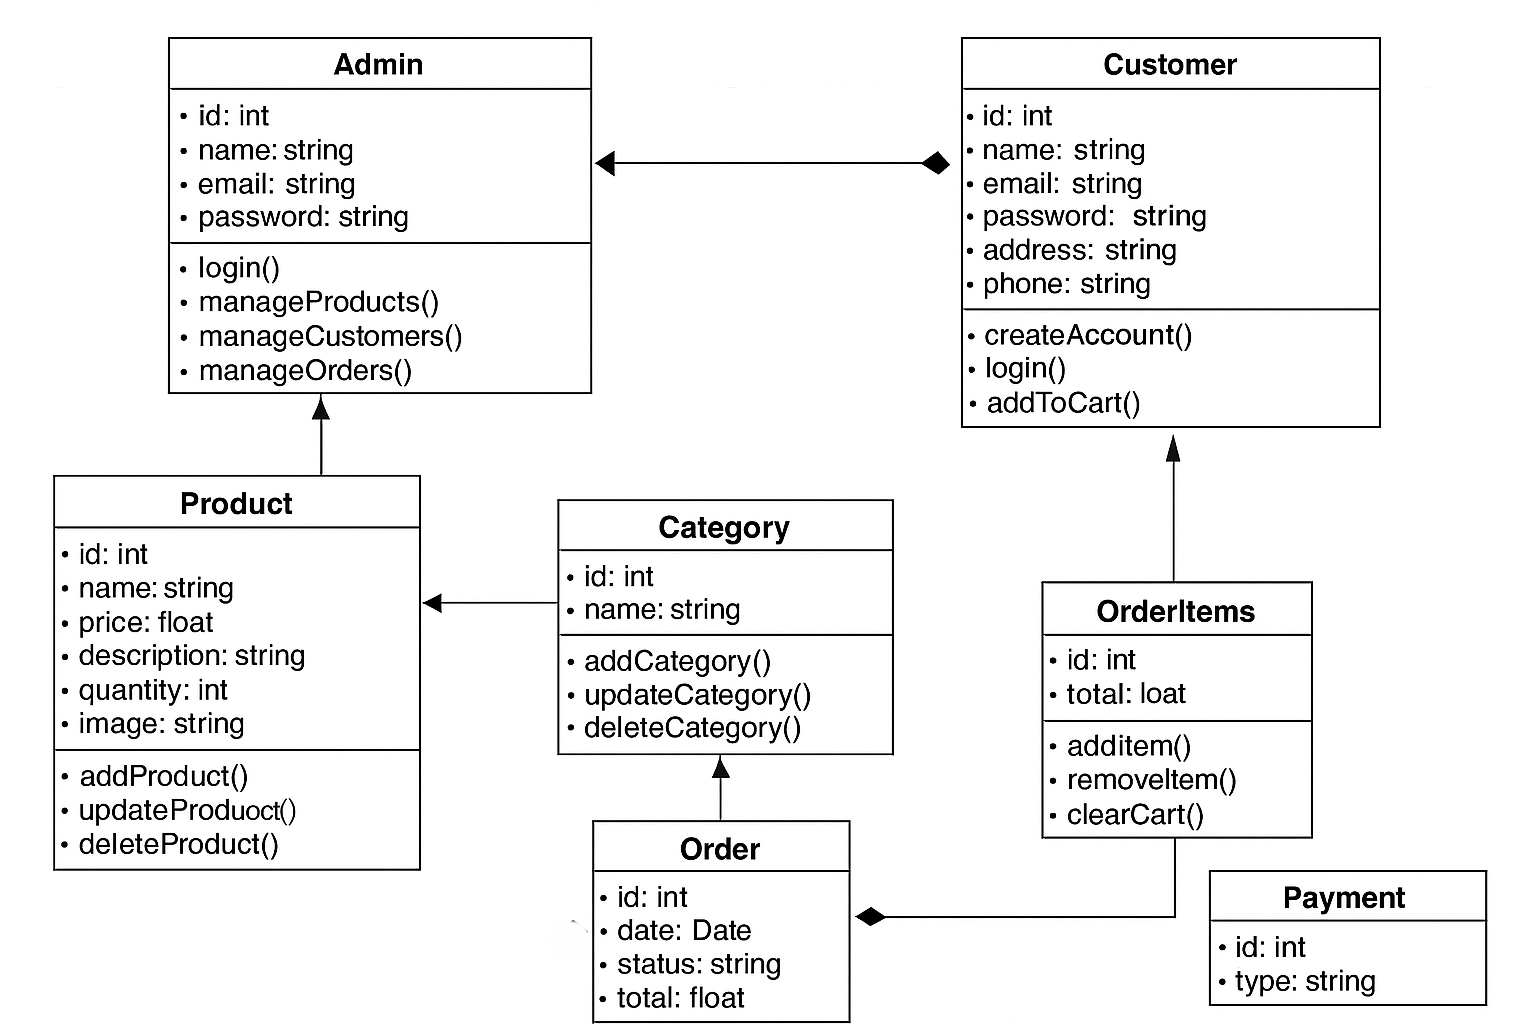 Admin
• id: int
• name: string
• email: string
• password: string
• login()
• manageProducts()
• manageCustomers()
• manageOrders()
Customer
• id: int
• name: string
• email: string
• password: string
• address: string
• phone: string
• createAccount()
• login()
• addToCart()
Product
• id: int
• name: string
• price: float
• description: string
• quantity: int
• image: string
• addProduct()
• updateProduoct()
• deleteProduct()
Category
• id: int
• name: string
• addCategory()
• updateCategory()
• deleteCategory()
OrderItems
• id: int
• total: loat
• additem()
• removeItem()
• clearCart()
Order
• id: int
• date: Date
• status: string
• total: float
Payment
• id: int
• type: string